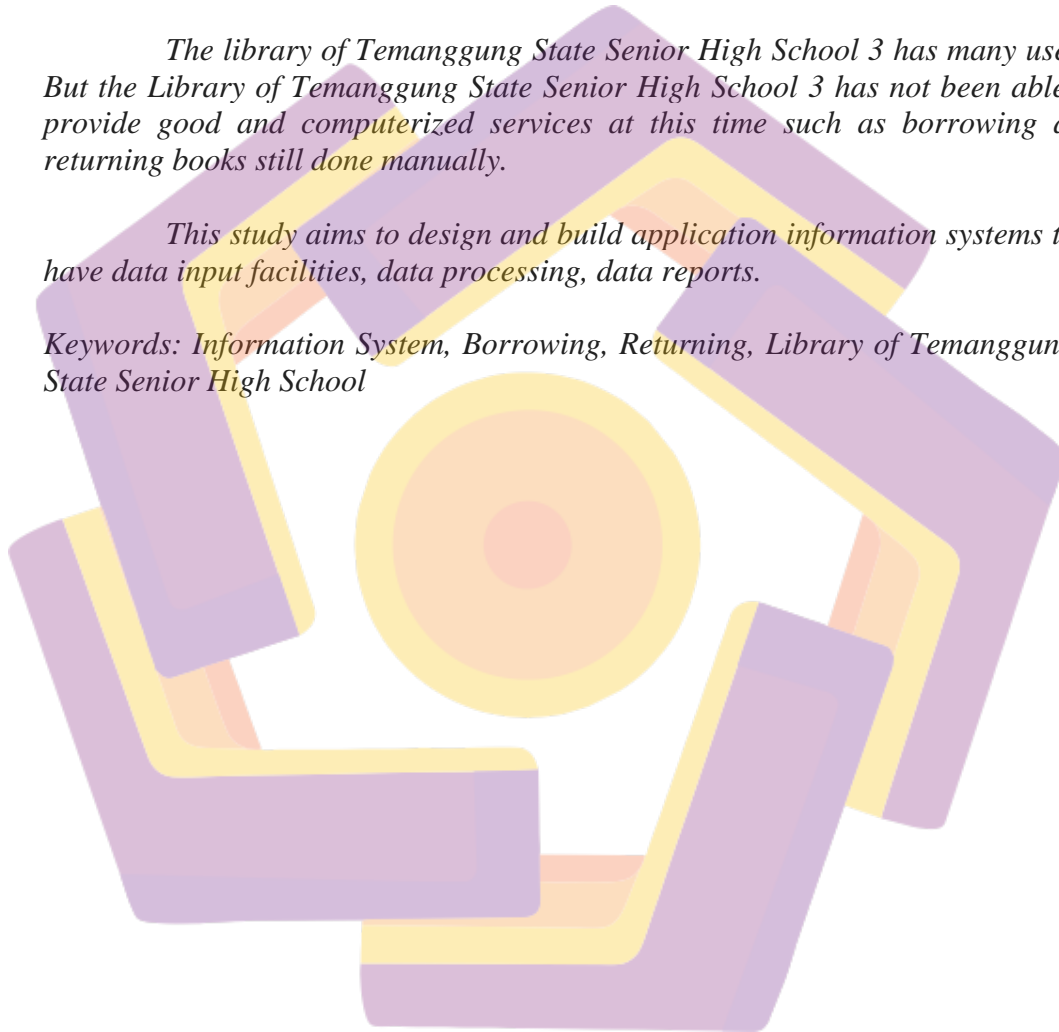 The library of Temanggung State Senior High School 3 has many use
But the Library of Temanggung State Senior High School 3 has not been able
provide good and computerized services at this time such as borrowing a
returning books still done manually.
This study aims to design and build application information systems t
have data input facilities, data processing, data reports.
Keywords: Information System, Borrowing, Returning, Library of Temanggun
State Senior High School